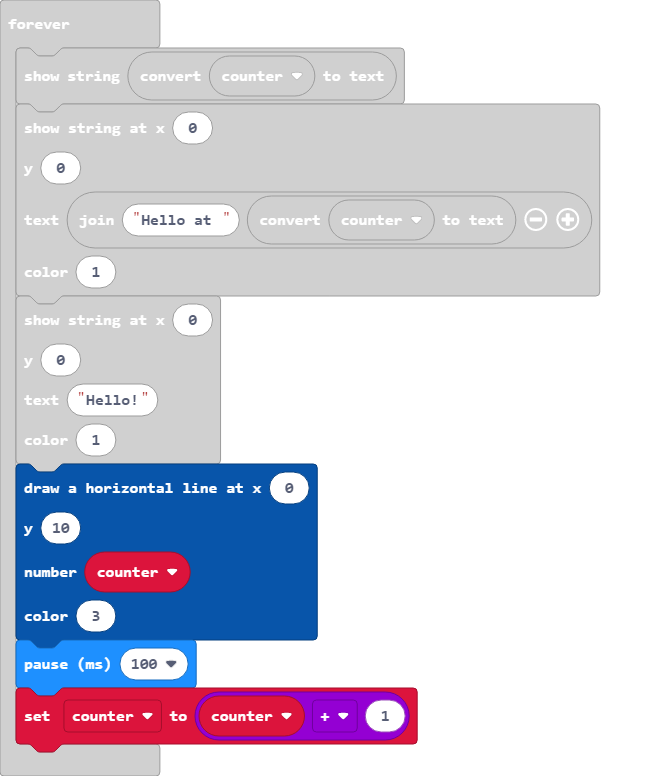 forever
show string convert counter to text
show string at x 0
y 0
text join "Hello at " convert counter to text
color 1
show string at x 0
y 0
text "Hello!"
color 1
draw a horizontal line at x 0
y 10
number counter
color 3
pause (ms) 100
set counter to counter + 1